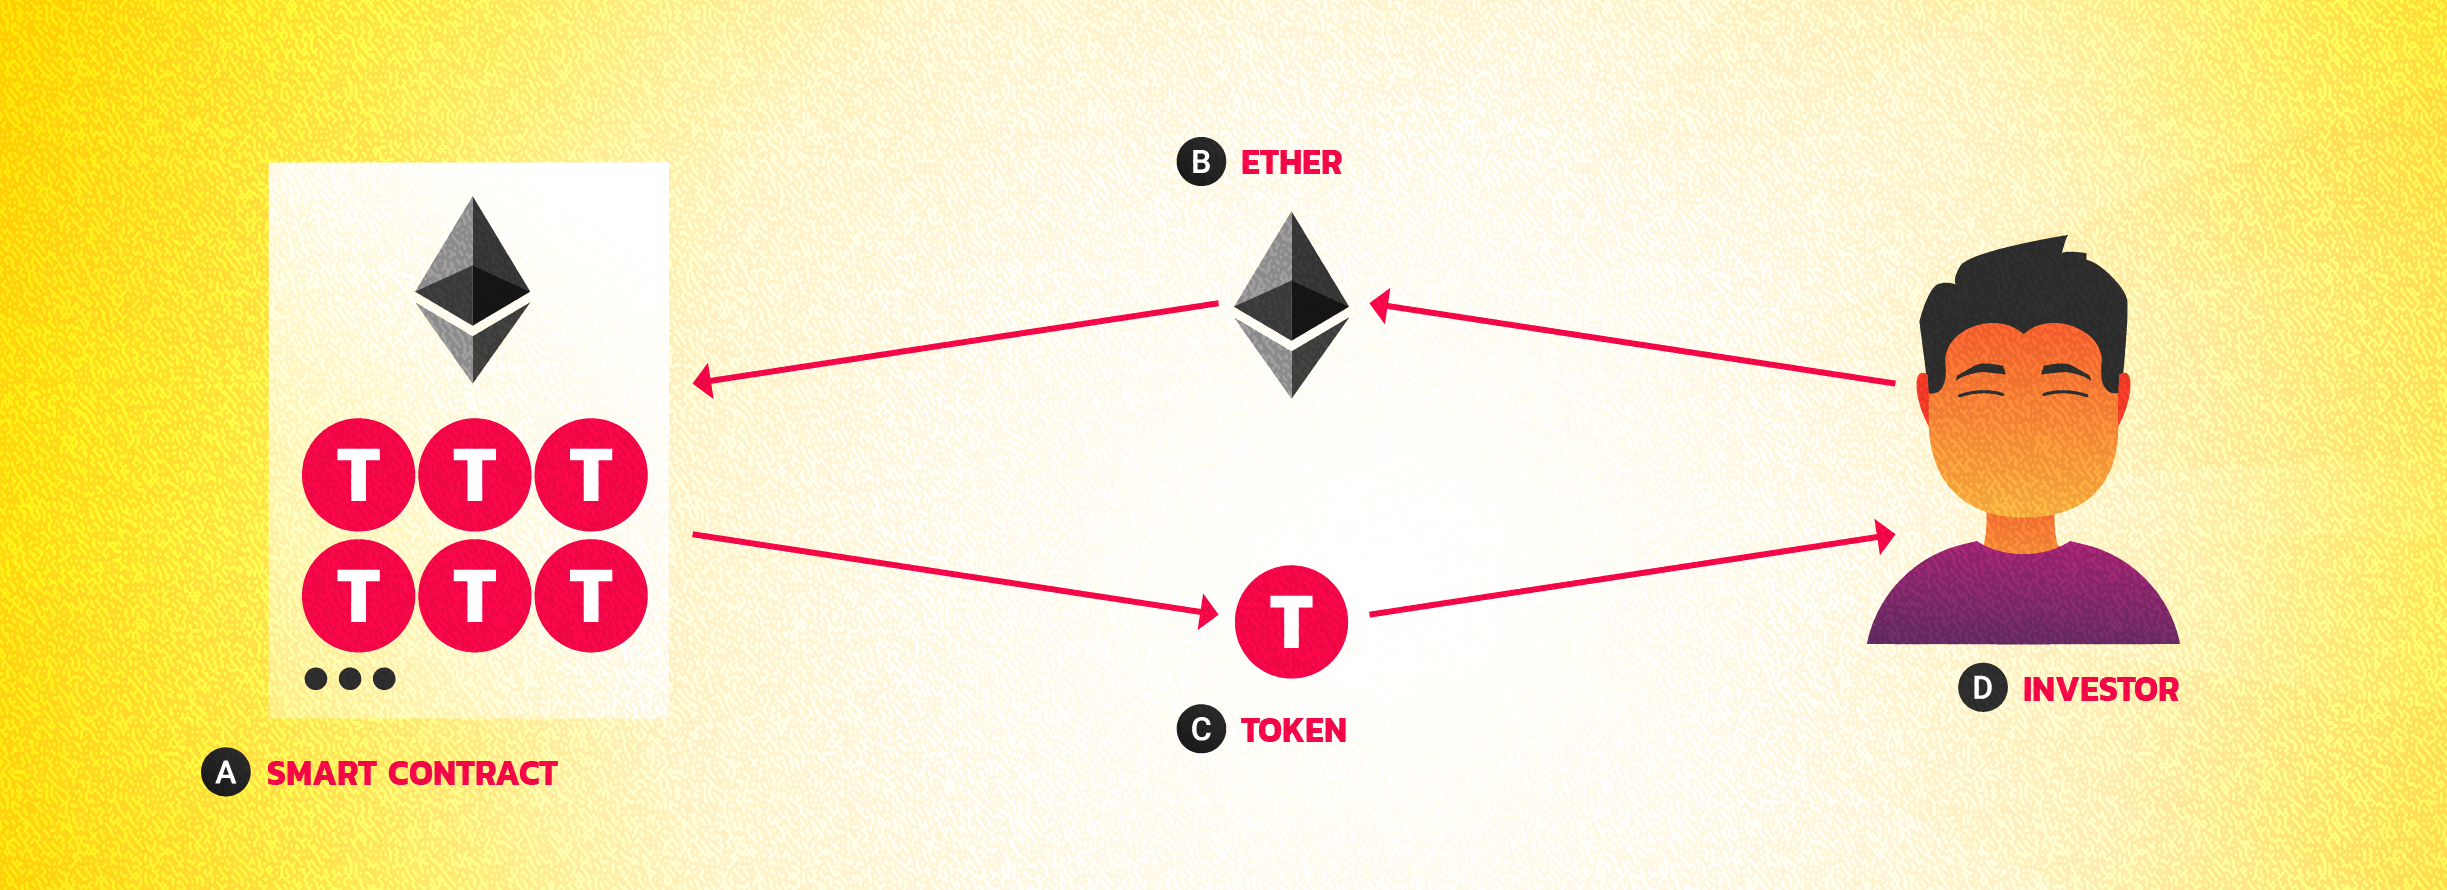 B ETHER
T T T
T T T
T
C TOKEN
D INVESTOR
A SMART CONTRACT